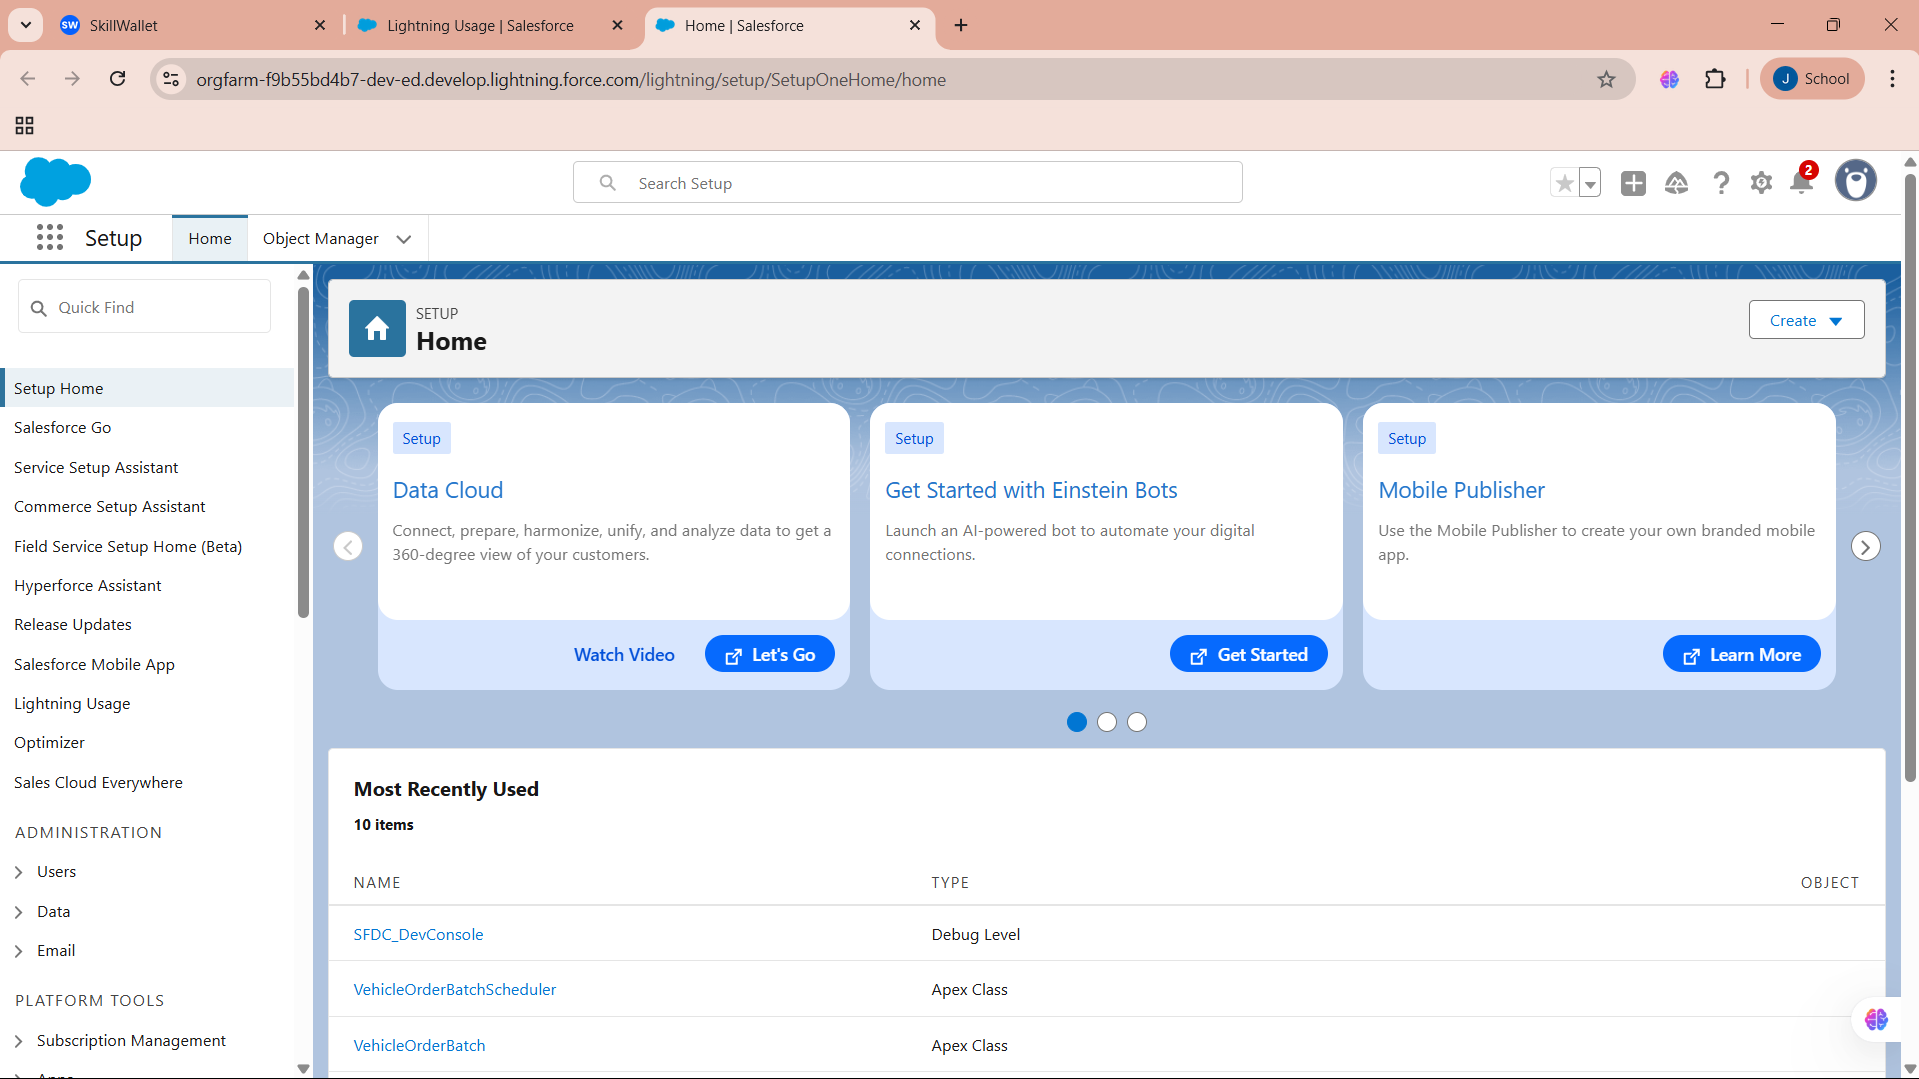 SW SkillWallet
Lightning Usage | Salesforce
Home | Salesforce
orgfarm-f9b55bd4b7-dev-ed.develop.lightning.force.com/lightning/setup/SetupOneHome/home
J School
Search Setup
2
Setup
Home
Object Manager
Quick Find
Setup Home
Salesforce Go
Service Setup Assistant
Commerce Setup Assistant
Field Service Setup Home (Beta)
Hyperforce Assistant
Release Updates
Salesforce Mobile App
Lightning Usage
Optimizer
Sales Cloud Everywhere
ADMINISTRATION
Users
Data
Email
PLATFORM TOOLS
Subscription Management
SETUP
Home
Create
Setup
Data Cloud
Connect, prepare, harmonize, unify, and analyze data to get a
360-degree view of your customers.
Watch Video
Let's Go
Setup
Get Started with Einstein Bots
Launch an AI-powered bot to automate your digital
connections.
Get Started
Setup
Mobile Publisher
Use the Mobile Publisher to create your own branded mobile
app.
Learn More
Most Recently Used
10 items
NAME TYPE OBJECT
SFDC_DevConsole Debug Level
VehicleOrderBatchScheduler Apex Class
VehicleOrderBatch Apex Class